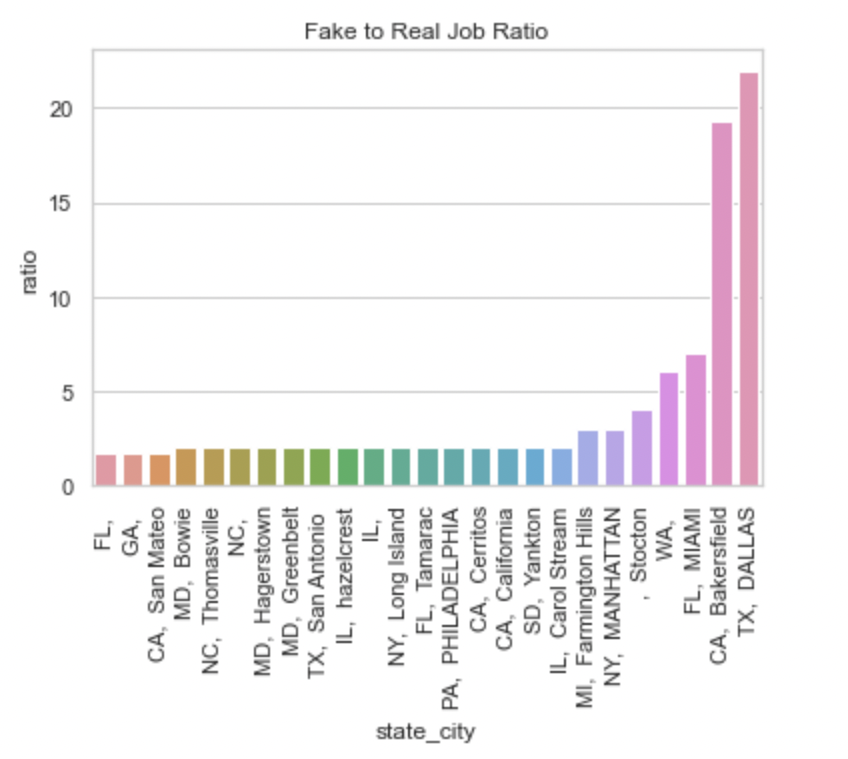 Fake to Real Job Ratio
20
15
10
5
0
ratio
FL,
GA,
CA, San Mateo
MD, Bowie
NC, Thomasville
NC,
MD, Hagerstown
MD, Greenbelt
TX, San Antonio
IL, hazelcrest
IL,
NY, Long Island
FL, Tamarac
PA, PHILADELPHIA
CA, Cerritos
CA, California
SD, Yankton
IL, Carol Stream
MI, Farmington Hills
NY, MANHATTAN
, Stocton
WA,
FL, MIAMI
CA, Bakersfield
TX, DALLAS
state_city